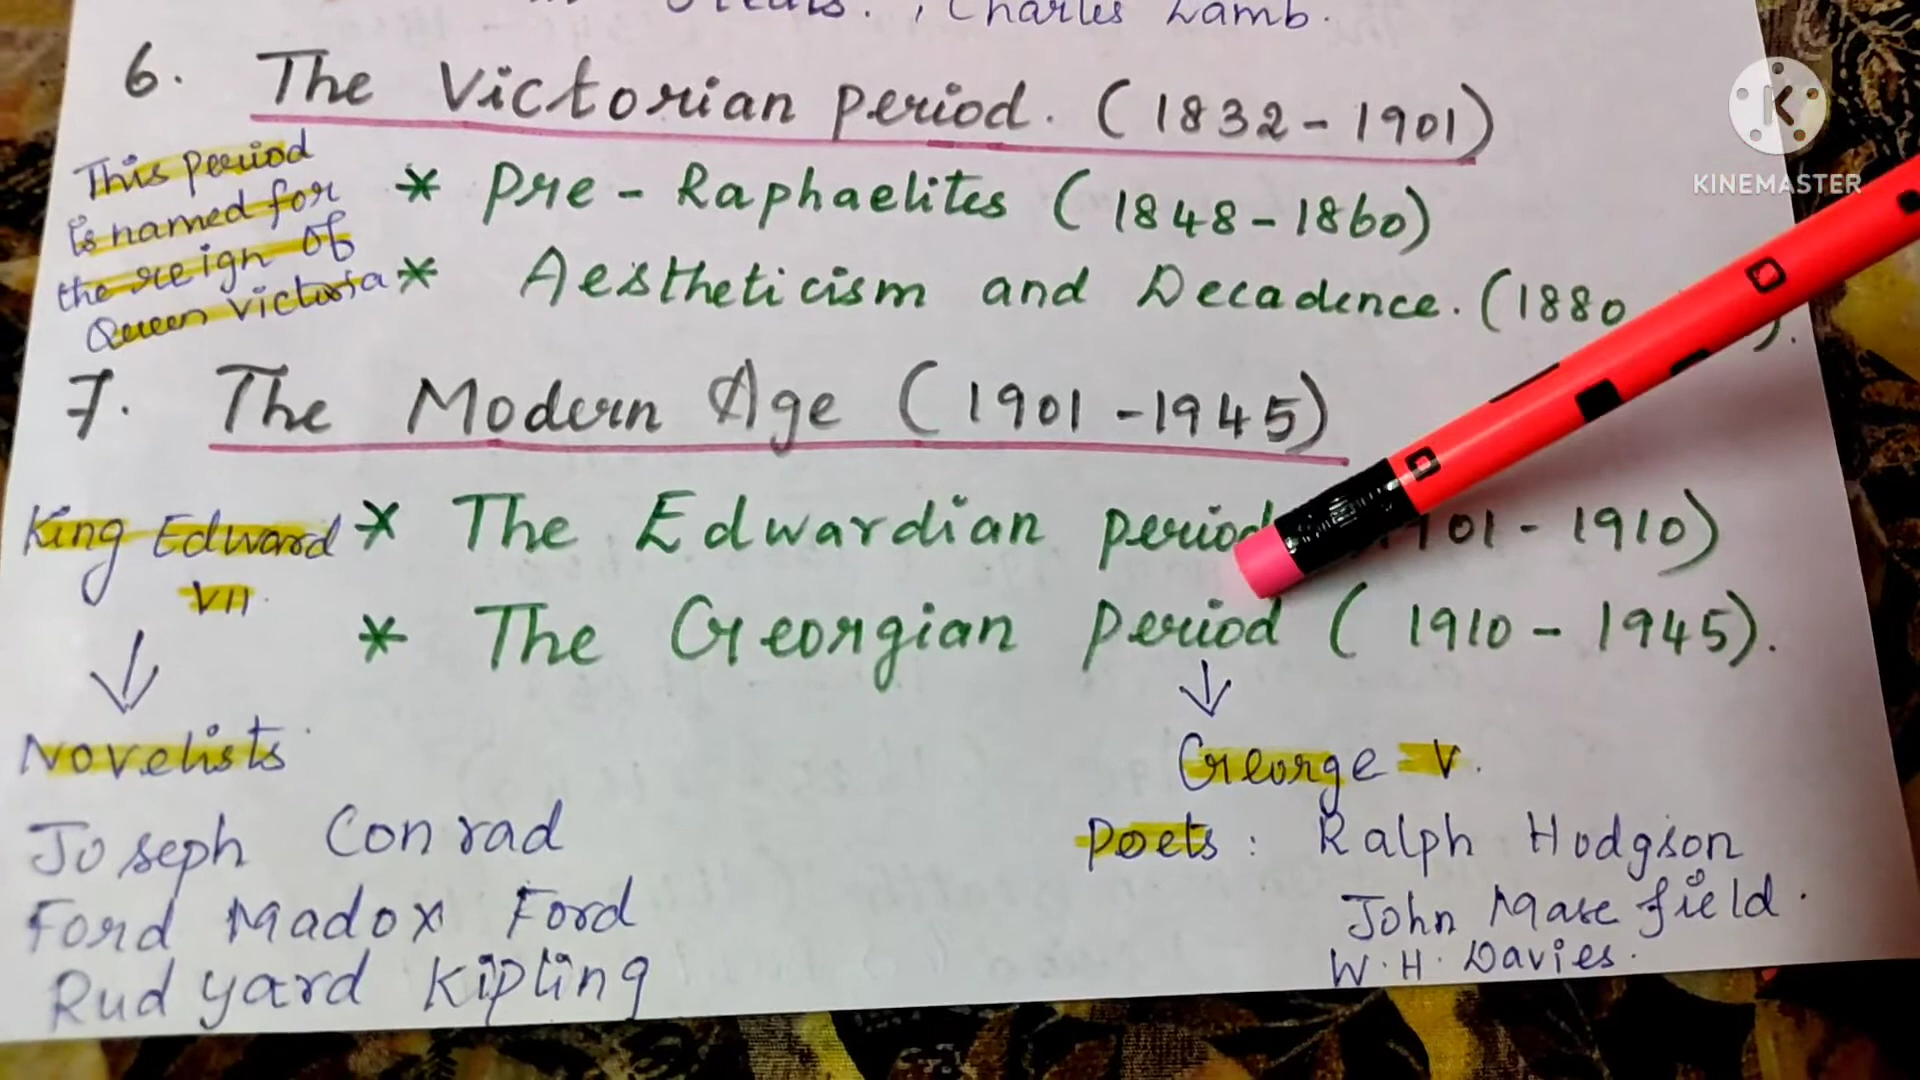 Charles Lamb.
6. The Victorian Period. (1832-1901)
KINEMASTER
This Period
is named for
the reign of
Queen Victoria
* Pre-Raphaelites (1848-1860)
* Aestheticism and Decadence. (1880
7. The Modern Age (1901-1945)
King Edward
VII
* The Edwardian Period 1901-1910)
* The Georgian Period (1910-1945).
Novelists
Joseph Conrad
Ford Madox Ford
Rudyard Kipling
George V.
Poets: Ralph Hodgson
John Masefield.
W.H. Davies.